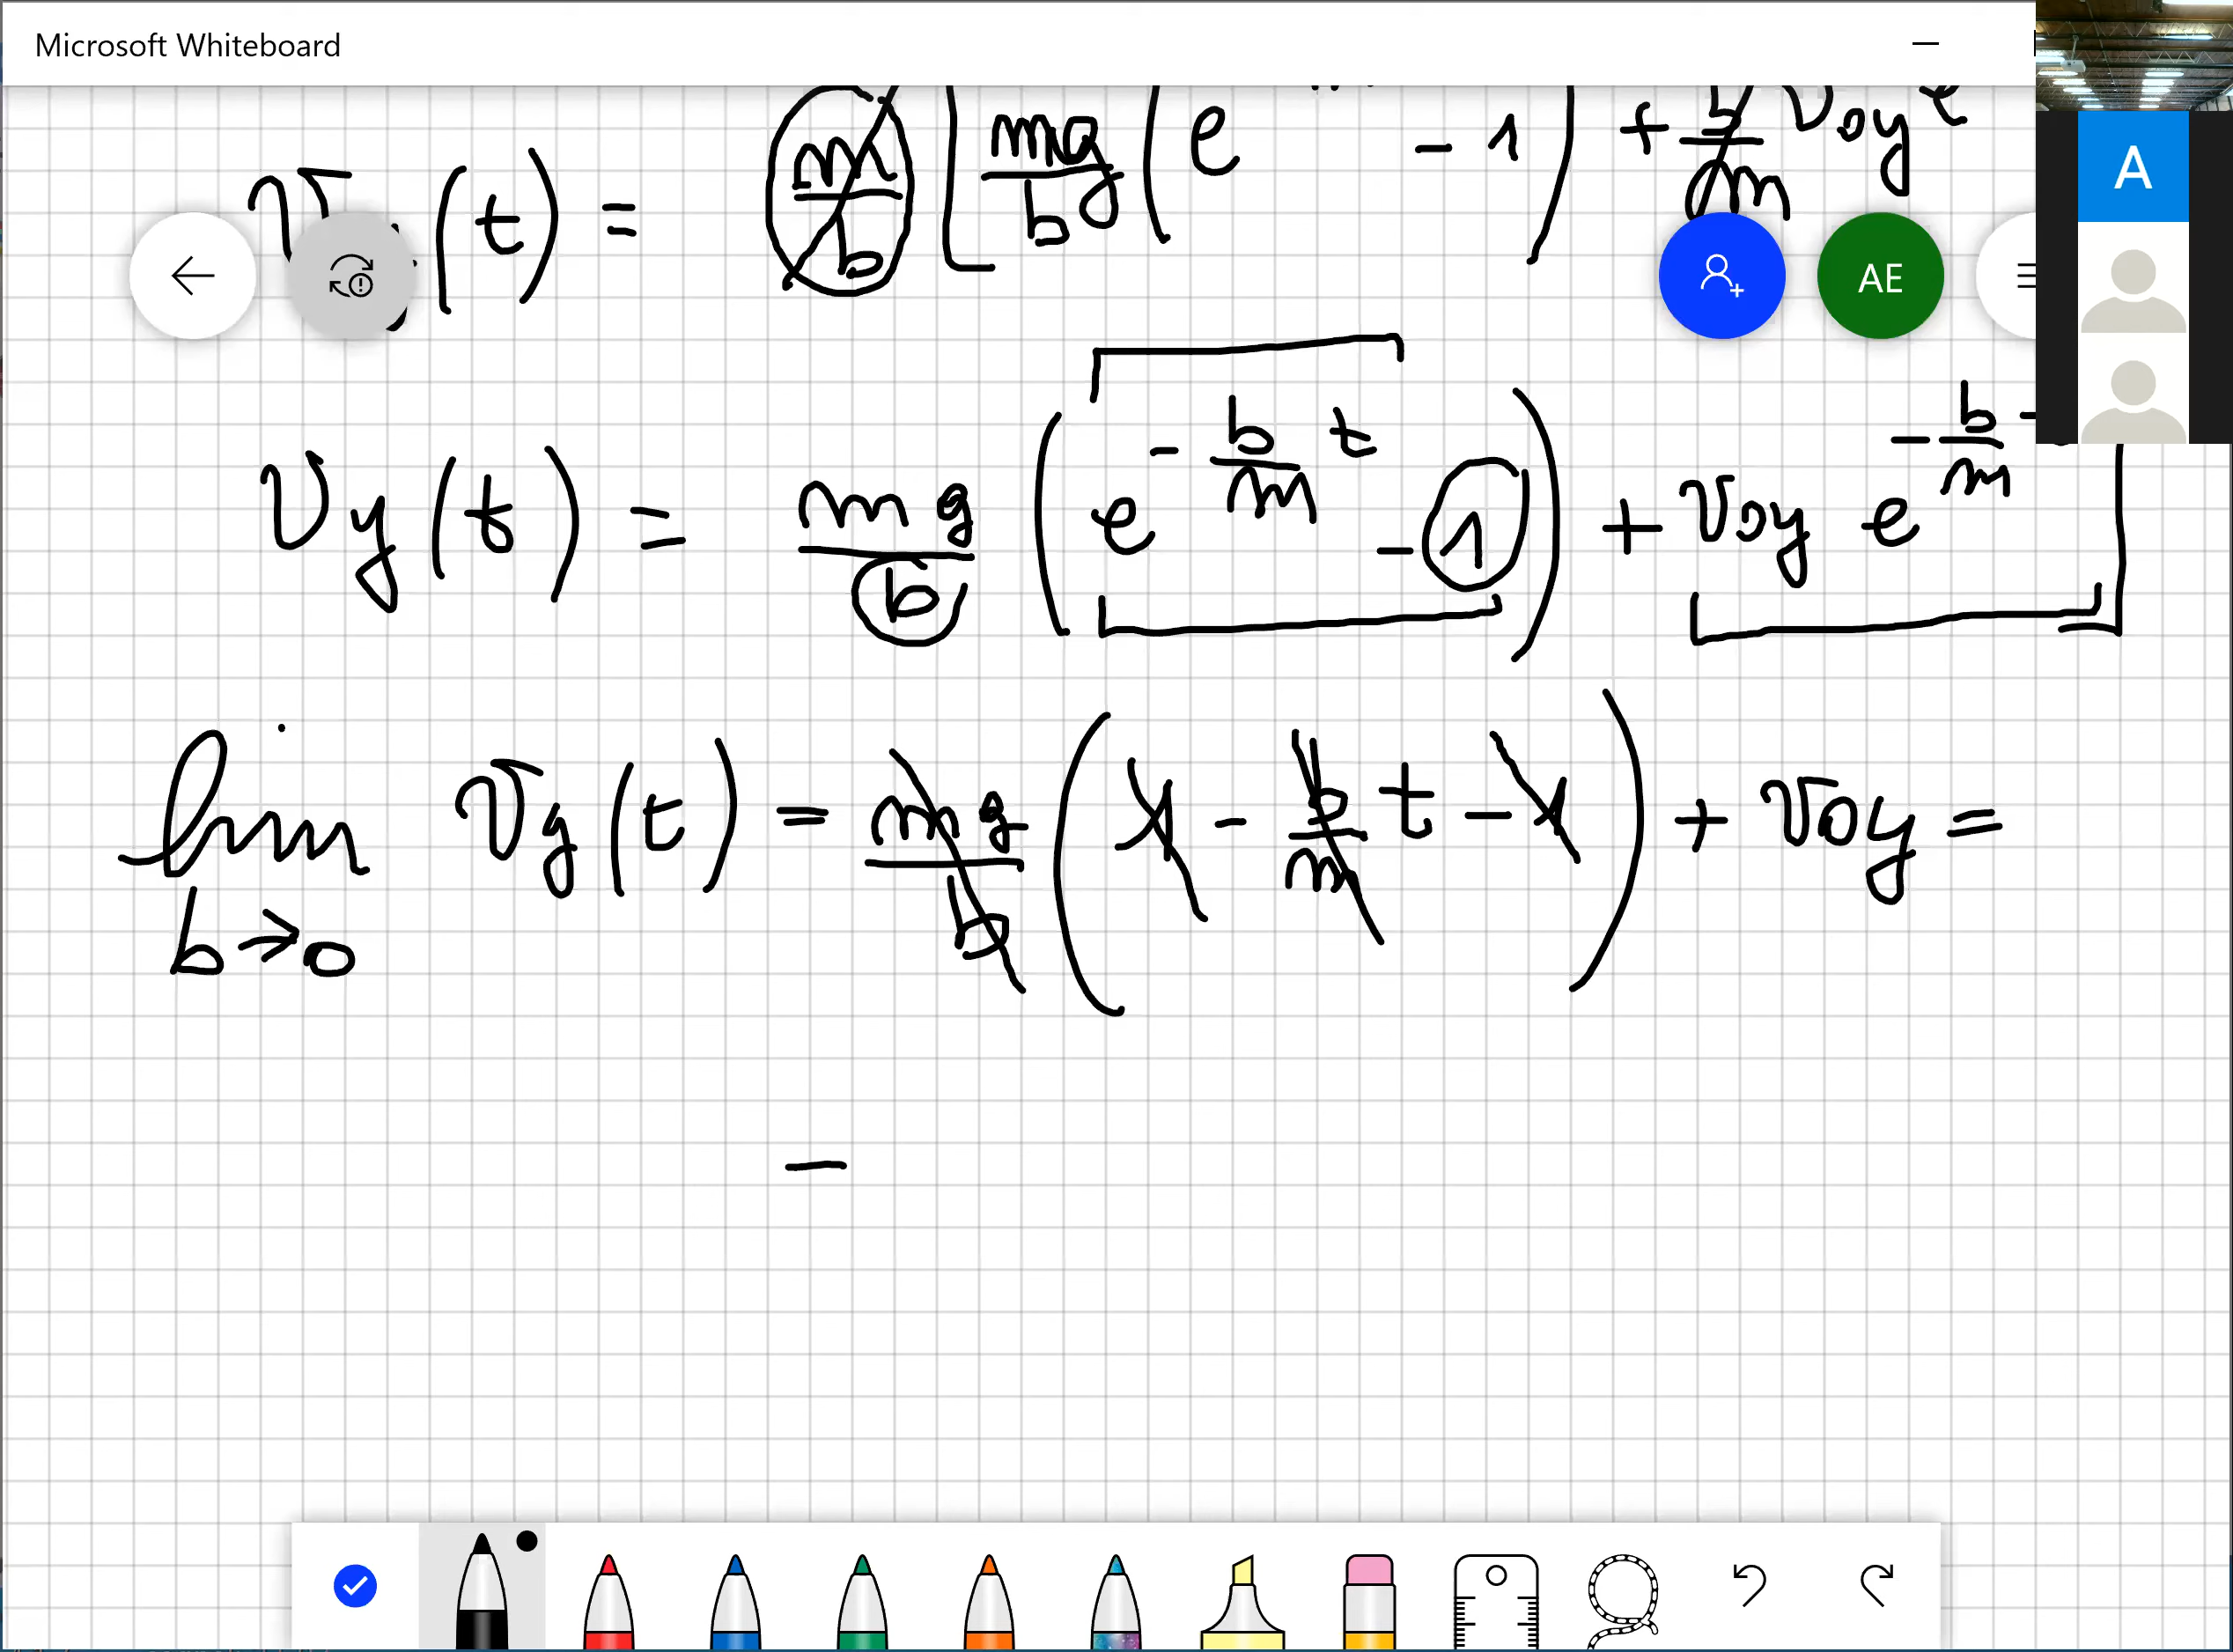 Microsoft Whiteboard
(t) = m/b [ mg/b ( e - 1 ) + b/m Voy e
A
AE
Vy(t) = mg/b ( e^(-b/m t) - 1 ) + Voy e^(-b/m
lim b→0 Vy(t) = mg/b ( 1 - b/m t - 1 ) + Voy =
-